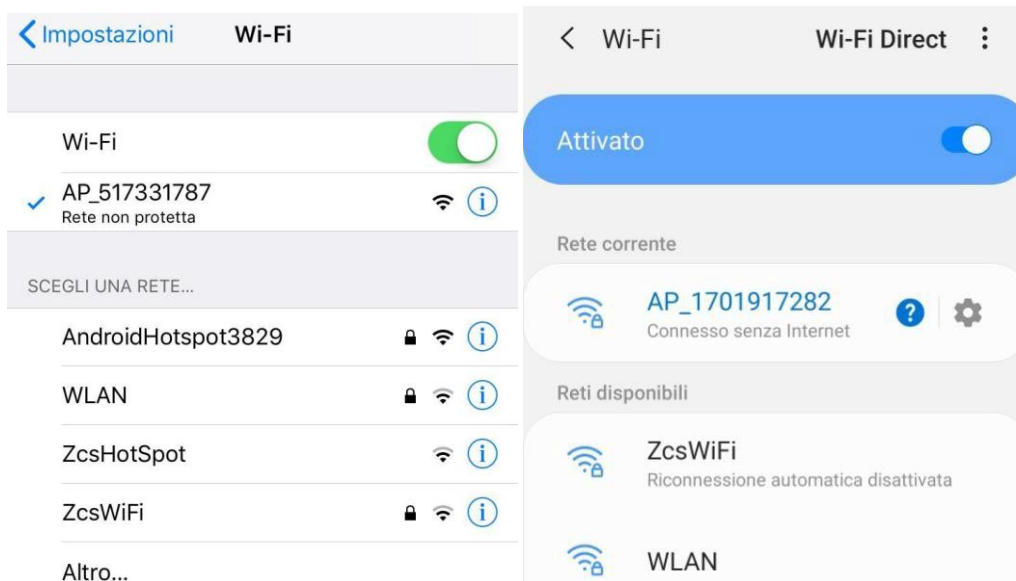 Impostazioni
Wi-Fi
Wi-Fi
AP_517331787
Rete non protetta
SCEGLI UNA RETE...
AndroidHotspot3829
WLAN
ZcsHotSpot
ZcsWiFi
Altro...
Wi-Fi
Wi-Fi Direct
Attivato
Rete corrente
AP_1701917282
Connesso senza Internet
Reti disponibili
ZcsWiFi
Riconnessione automatica disattivata
WLAN